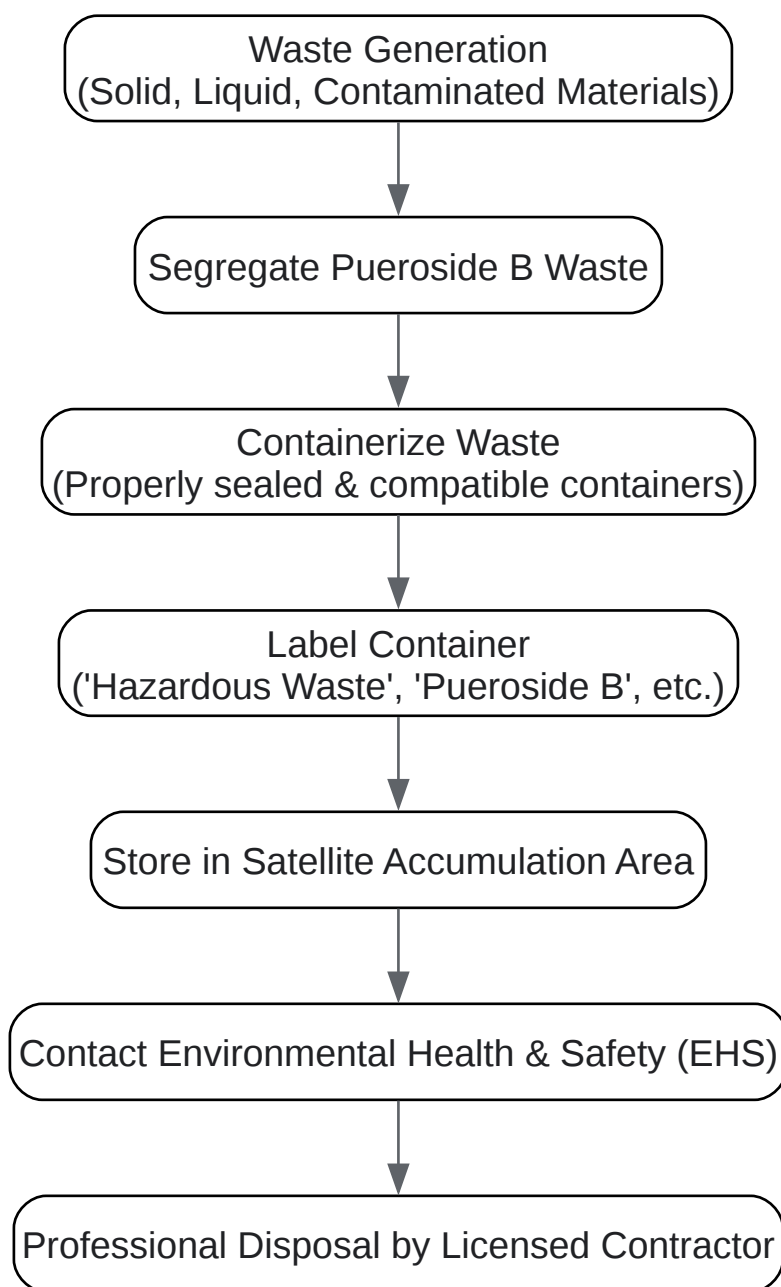 Waste Generation
(Solid, Liquid, Contaminated Materials)
Segregate Pueroside B Waste
Containerize Waste
(Properly sealed & compatible containers)
Label Container
('Hazardous Waste', 'Pueroside B', etc.)
Store in Satellite Accumulation Area
Contact Environmental Health & Safety (EHS)
Professional Disposal by Licensed Contractor